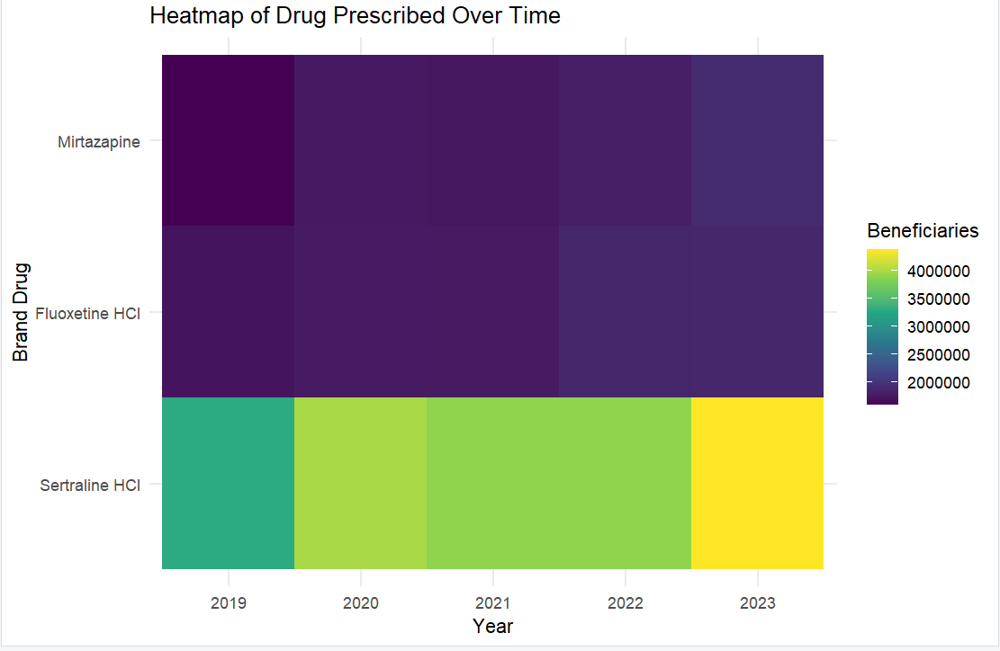 Heatmap of Drug Prescribed Over Time
Brand Drug
Mirtazapine
Fluoxetine HCl
Sertraline HCl
2019 2020 2021 2022 2023
Year
Beneficiaries
4000000
3500000
3000000
2500000
2000000